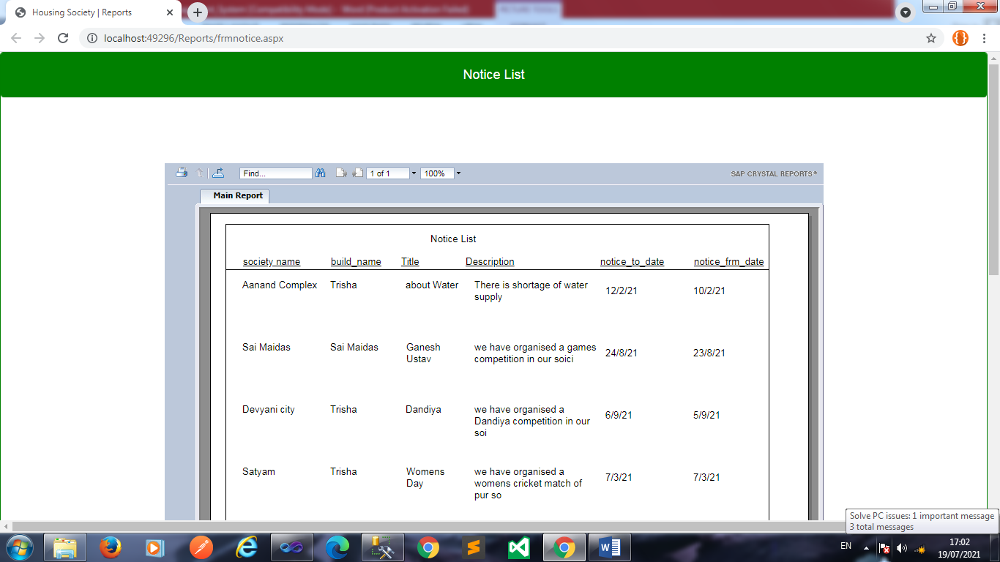 Housing Society | Reports
localhost:49296/Reports/frmnotice.aspx
Notice List
Find...
1 of 1
100%
SAP CRYSTAL REPORTS®
Main Report
Notice List
society name build_name Title Description notice_to_date notice_frm_date
Aanand Complex Trisha about Water There is shortage of water 12/2/21 10/2/21
supply
Sai Maidas Sai Maidas Ganesh we have organised a games 24/8/21 23/8/21
Ustav competition in our soici
Devyani city Trisha Dandiya we have organised a 6/9/21 5/9/21
Dandiya competition in our
soi
Satyam Trisha Womens we have organised a 7/3/21 7/3/21
Day womens cricket match of
pur so
Solve PC issues: 1 important message
3 total messages
EN
17:02
19/07/2021